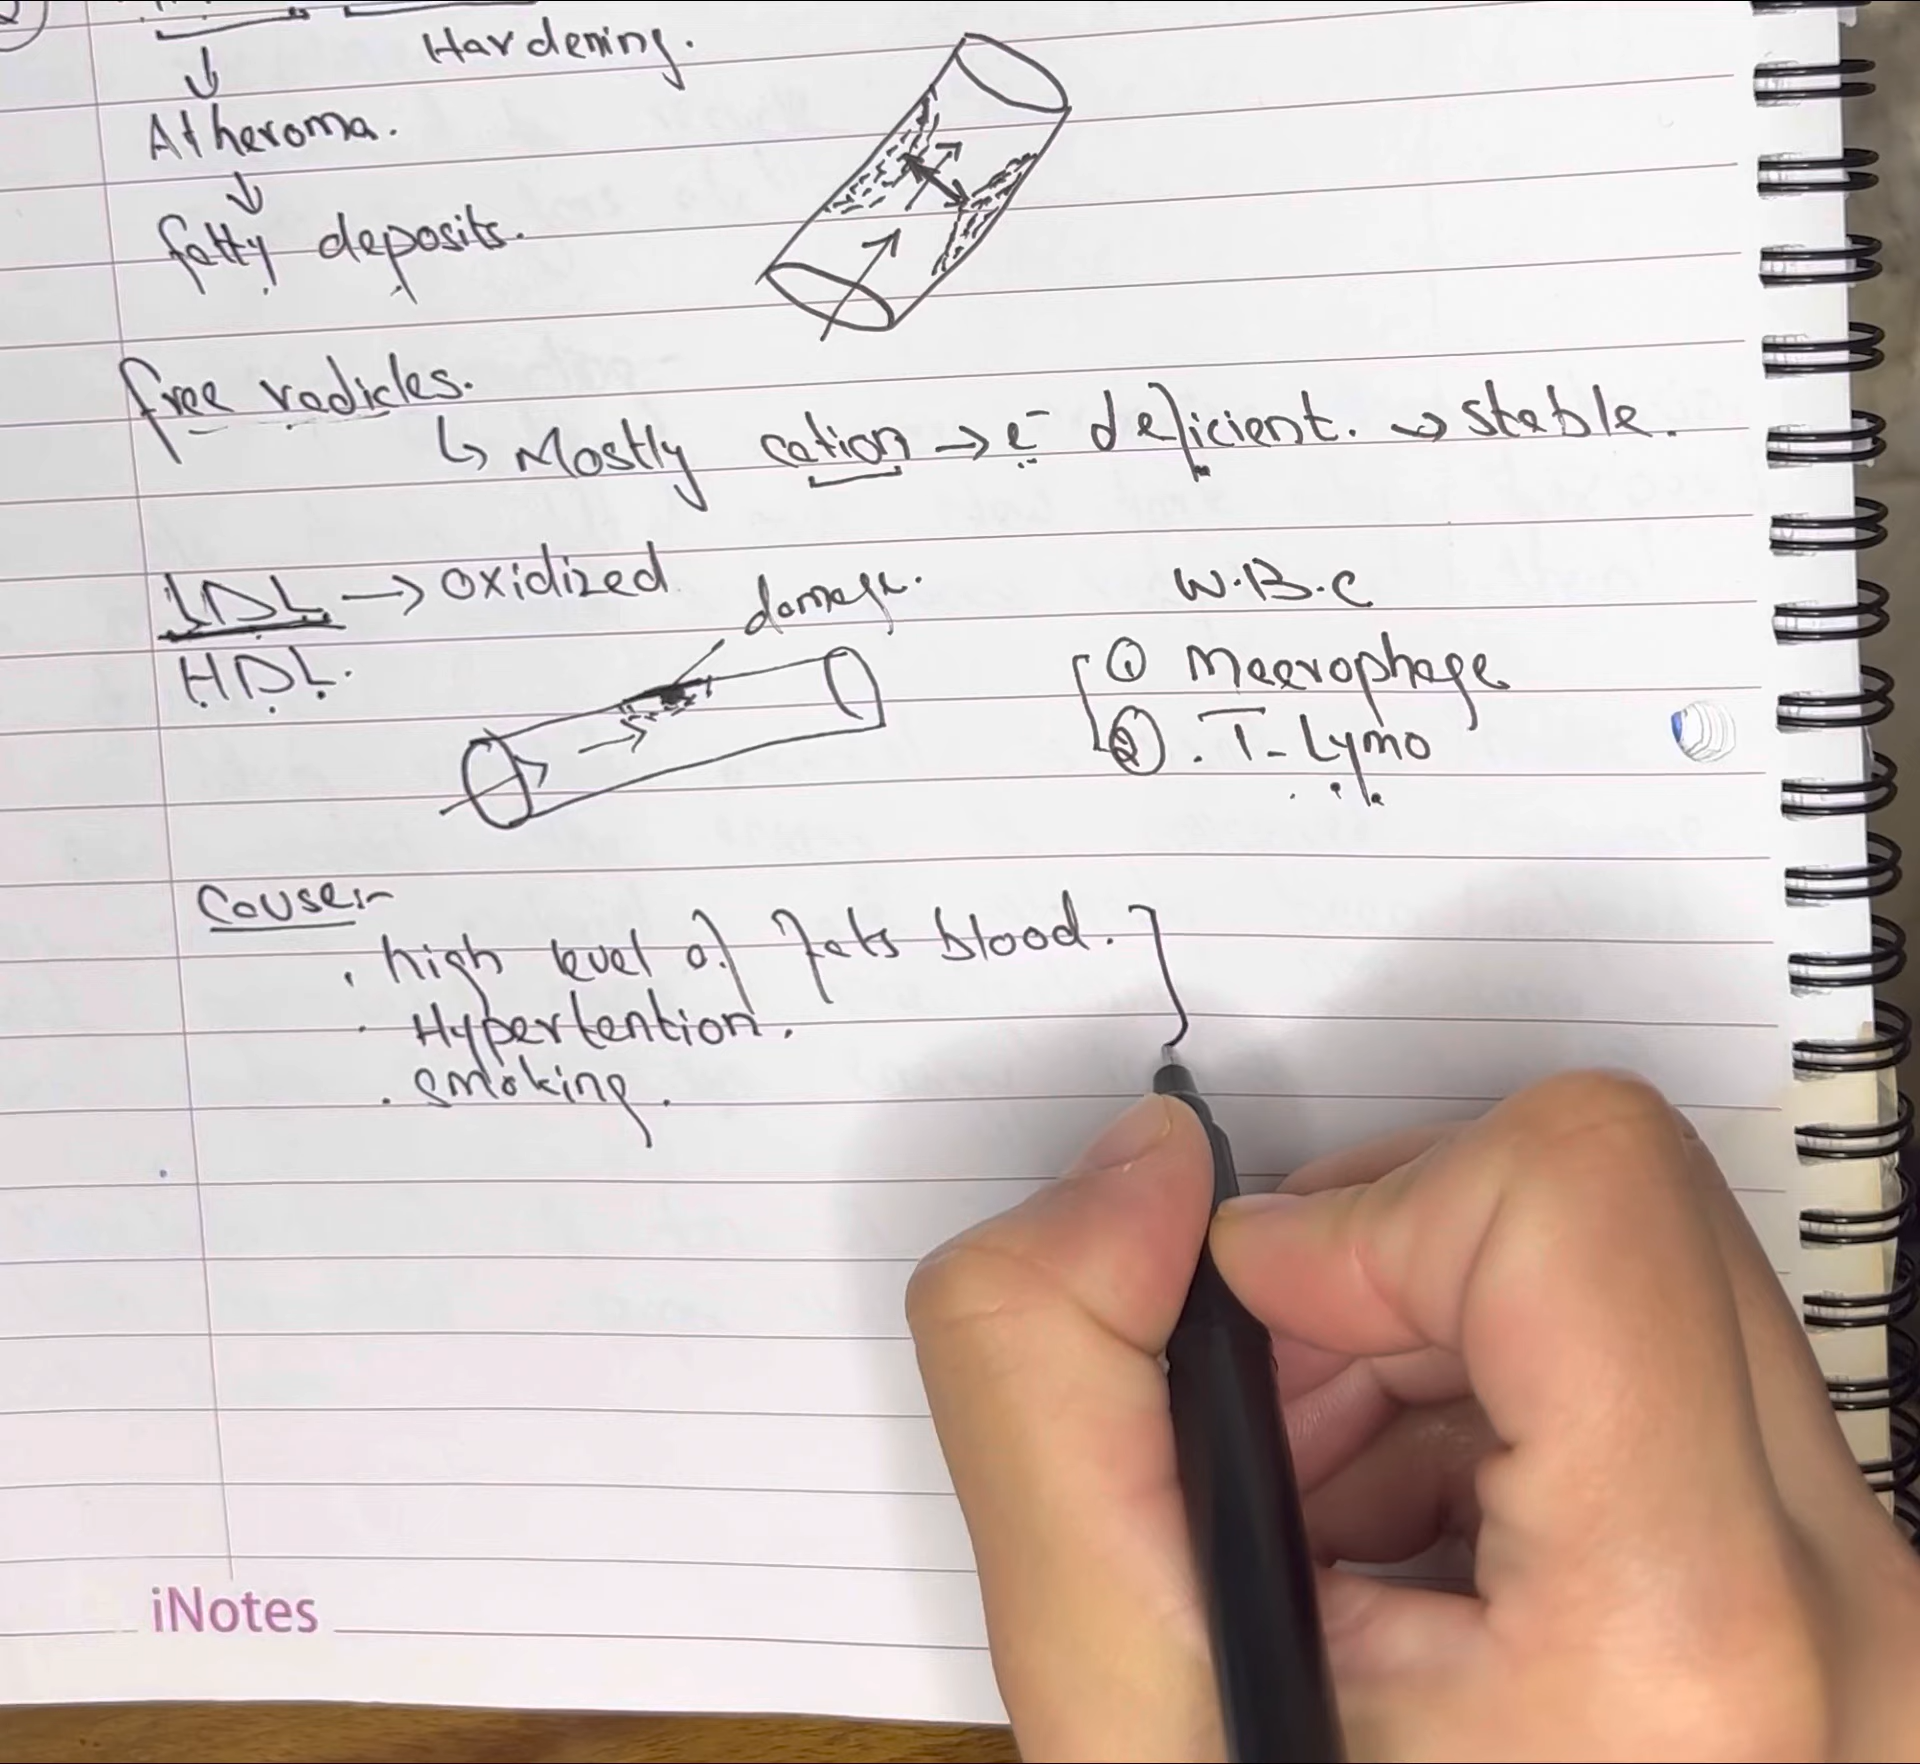 Hardening.
Atheroma.
fatty deposits.
free radicles.
↳ Mostly cation → e⁻ deficient. → stable.
LDL → oxidized
damage.
HDL.
W.B.C
① Macrophage
② . T-Lymo
Cause:-
. high level of fats blood.
. Hypertention.
. smoking.
iNotes